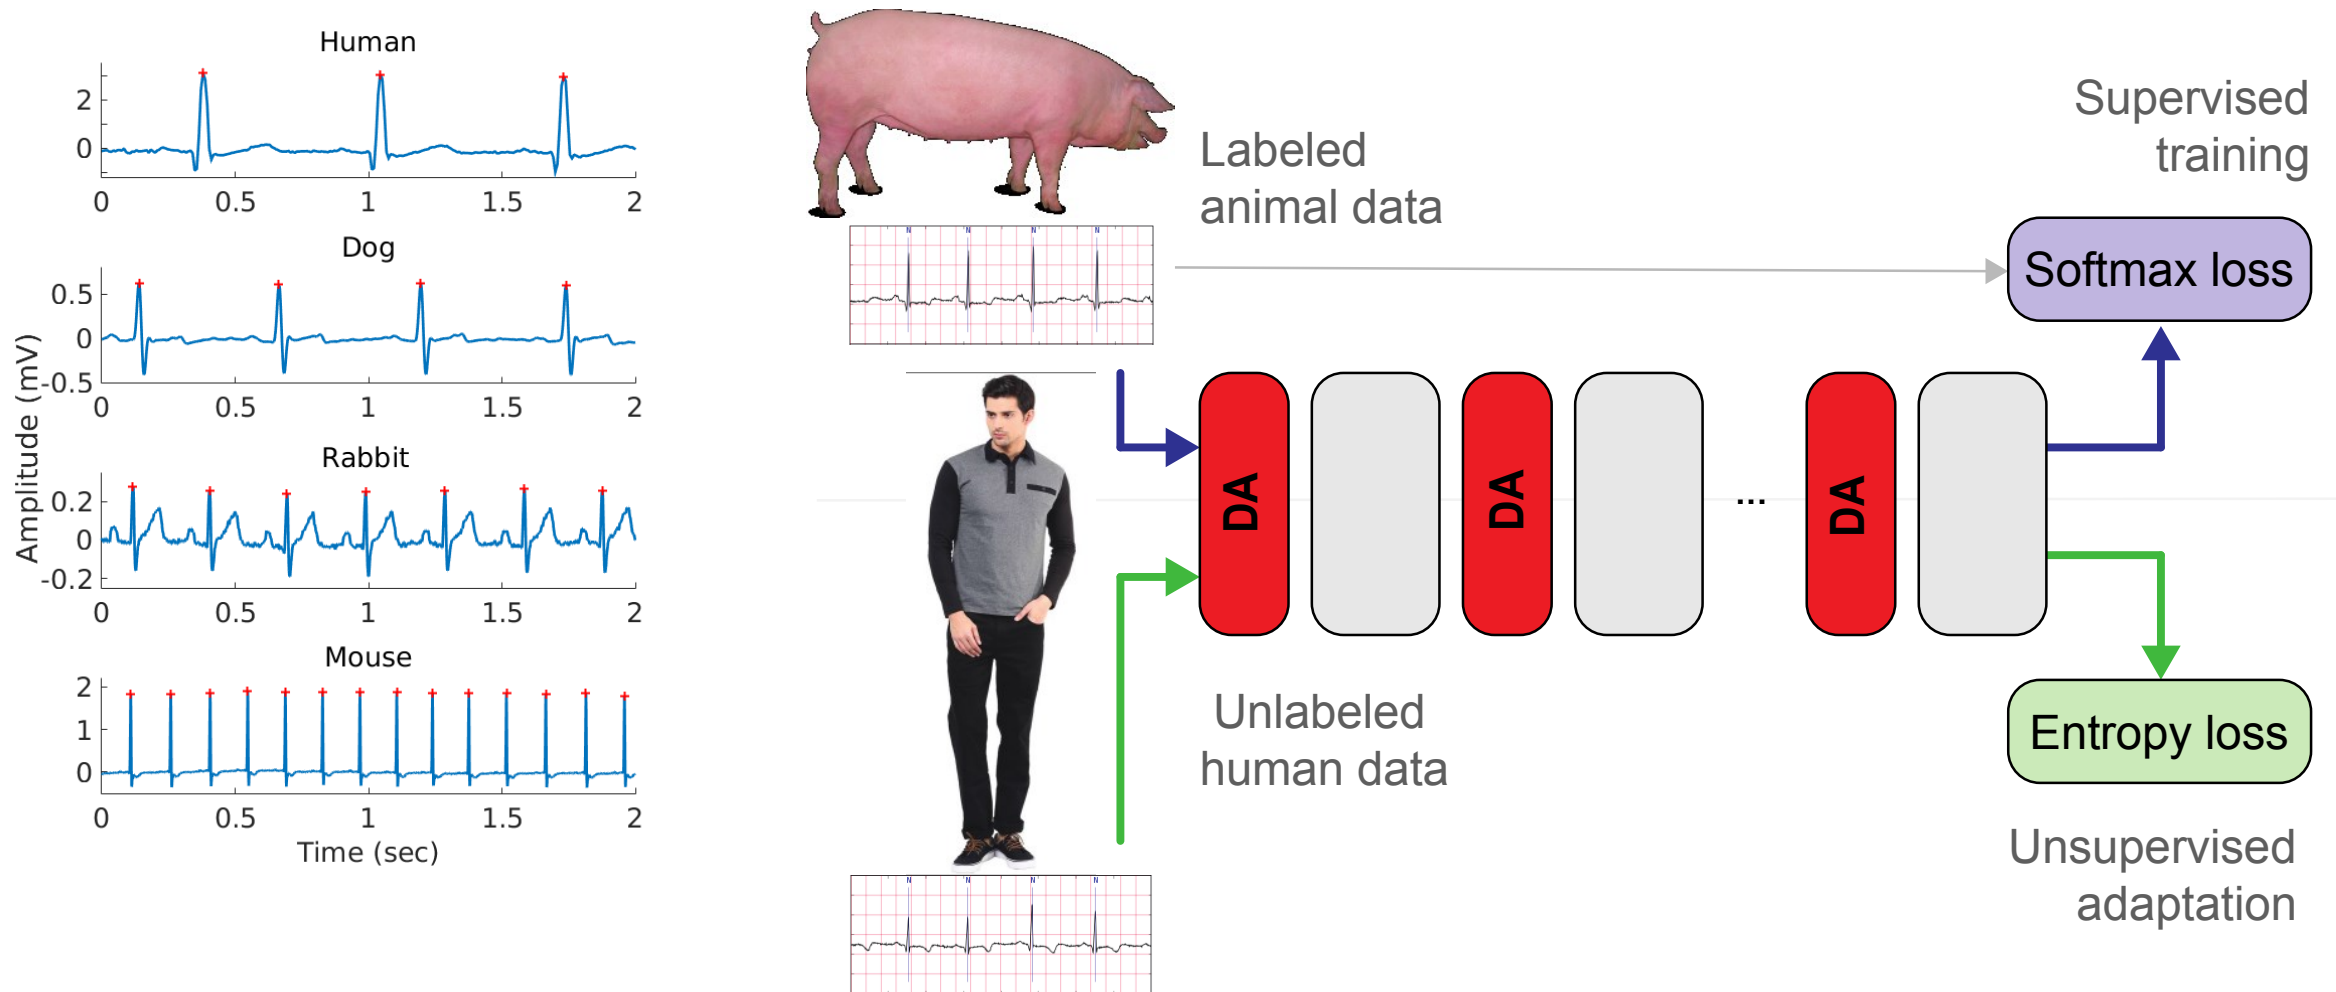 Human
2
0
0 0.5 1 1.5 2
Dog
0.5
0
-0.5
0 0.5 1 1.5 2
Rabbit
0.2
0
-0.2
0 0.5 1 1.5 2
Mouse
2
1
0
0 0.5 1 1.5 2
Time (sec)
Amplitude (mV)
Labeled
animal data
N N N N
Supervised
training
Softmax loss
DA DA ... DA
Unlabeled
human data
N N N N
Entropy loss
Unsupervised
adaptation